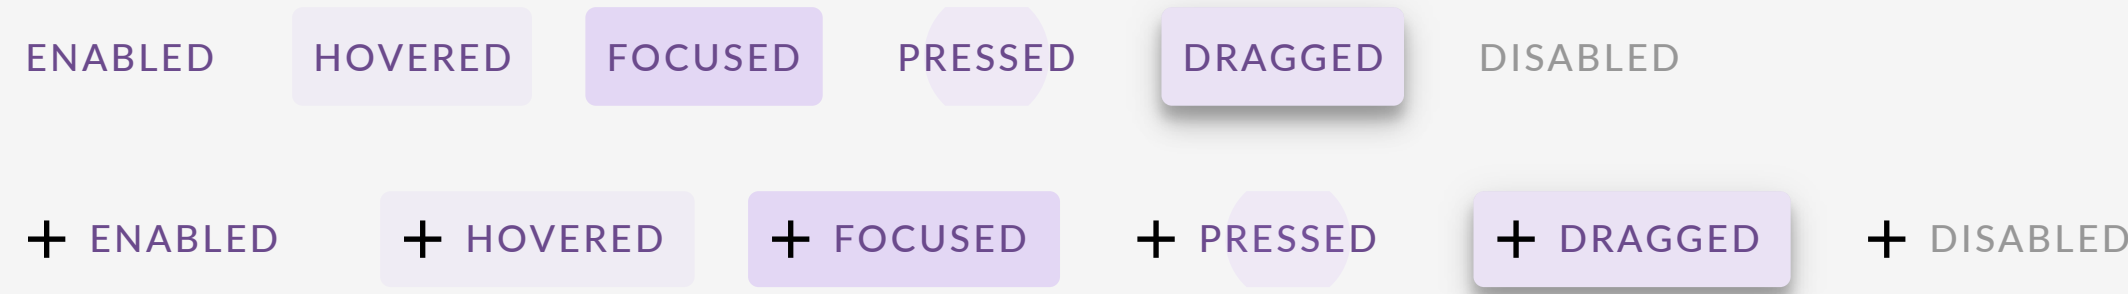 ENABLED HOVERED FOCUSED PRESSED DRAGGED DISABLED
+ ENABLED + HOVERED + FOCUSED + PRESSED + DRAGGED + DISABLED